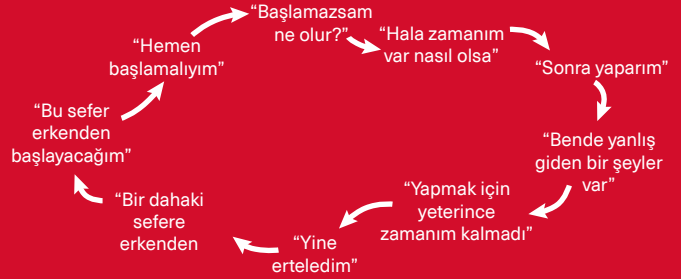 “Başlamazsam
ne olur?”
“Hala zamanım
var nasıl olsa”
“Sonra yaparım”
“Bende yanlış
giden bir şeyler
var”
“Yapmak için
yeterince
zamanım kalmadı”
“Yine
erteledim”
“Bir dahaki
sefere
erkenden
“Bu sefer
erkenden
başlayacağım”
“Hemen
başlamalıyım”